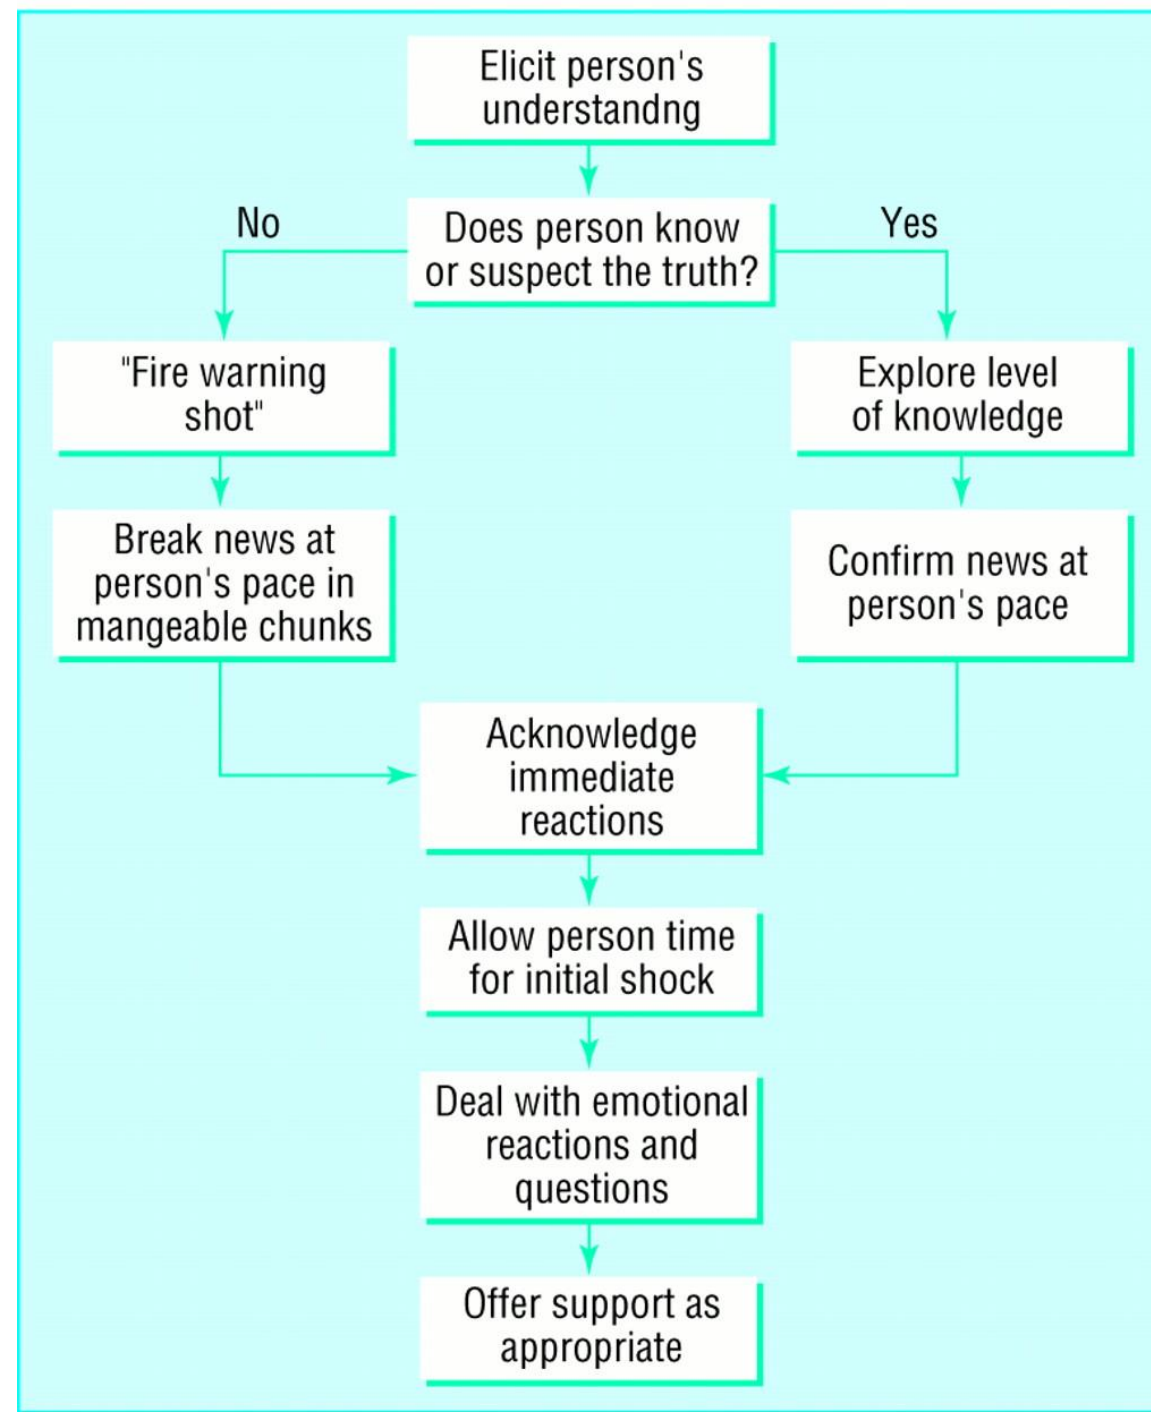 Elicit person's
understandng
Does person know
or suspect the truth?
No
Yes
"Fire warning
shot"
Explore level
of knowledge
Break news at
person's pace in
mangeable chunks
Confirm news at
person's pace
Acknowledge
immediate
reactions
Allow person time
for initial shock
Deal with emotional
reactions and
questions
Offer support as
appropriate